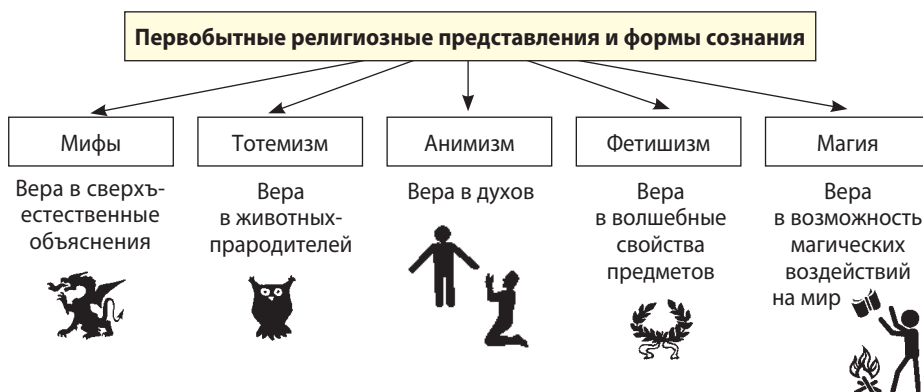 Первобытные религиозные представления и формы сознания
Мифы
Вера в сверхъ-
естественные
объяснения
Тотемизм
Вера
в животных-
прародителей
Анимизм
Вера в духов
Фетишизм
Вера
в волшебные
свойства
предметов
Магия
Вера
в возможность
магических
воздействий
на мир